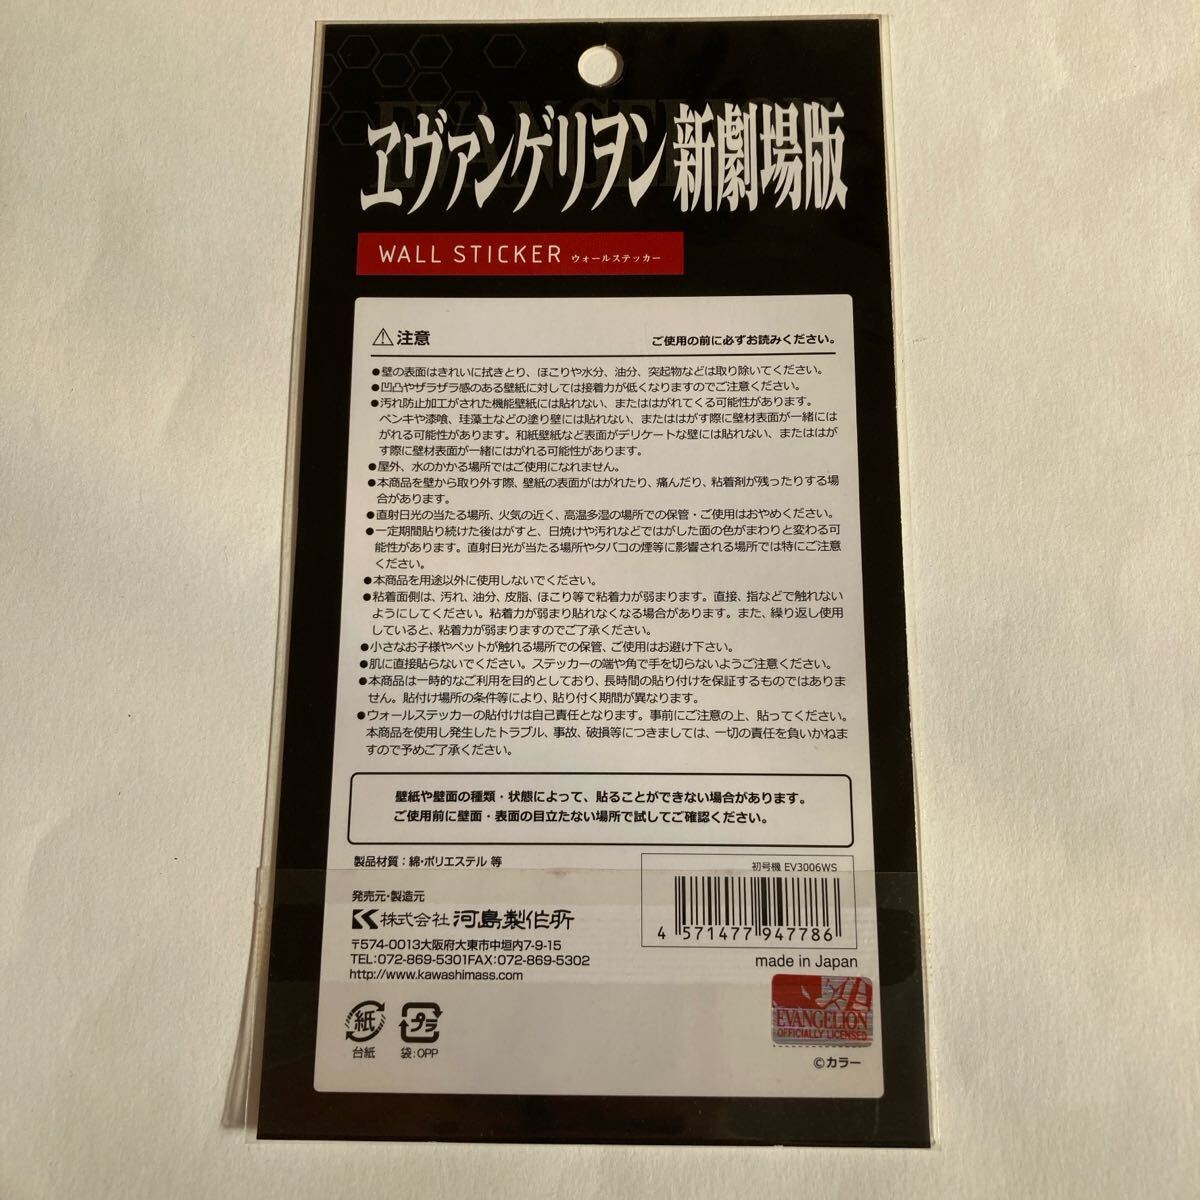 EVANGELION
ヱヴァンゲリヲン新劇場版
WALL STICKER ウォールステッカー
注意 ご使用の前に必ずお読みください。
●壁の表面はきれいに拭きとり、ほこりや水分、油分、突起物などは取り除いてください。
●凹凸やザラザラ感のある壁紙に対しては接着力が低くなりますのでご注意ください。
●汚れ防止加工がされた機能壁紙には貼れない、またははがれてくる可能性があります。
ペンキや漆喰、珪藻土などの塗り壁には貼れない、またははがす際に壁材表面が一緒には
がれる可能性があります。和紙壁紙など表面がデリケートな壁には貼れない、またははが
す際に壁材表面が一緒にはがれる可能性があります。
●屋外、水のかかる場所ではご使用になれません。
●本商品を壁から取り外す際、壁紙の表面がはがれたり、痛んだり、粘着剤が残ったりする場
合があります。
●直射日光の当たる場所、火気の近く、高温多湿の場所での保管・ご使用はおやめください。
●一定期間貼り続けた後はがすと、日焼けや汚れなどではがした面の色がまわりと変わる可
能性があります。直射日光が当たる場所やタバコの煙等に影響される場所では特にご注意
ください。
●本商品を用途以外に使用しないでください。
●粘着面側は、汚れ、油分、皮脂、ほこり等で粘着力が弱まります。直接、指などで触れない
ようにしてください。粘着力が弱まり貼れなくなる場合があります。また、繰り返し使用
していると、粘着力が弱まりますのでご了承ください。
●小さなお子様やペットが触れる場所での保管、ご使用はお避け下さい。
●肌に直接貼らないでください。ステッカーの端や角で手を切らないようご注意ください。
●本商品は一時的なご利用を目的としており、長時間の貼り付けを保証するものではありま
せん。貼付け場所の条件等により、貼り付く期間が異なります。
●ウォールステッカーの貼付けは自己責任となります。事前にご注意の上、貼ってください。
本商品を使用し発生したトラブル、事故、破損等につきましては、一切の責任を負いかねま
すので予めご了承ください。
壁紙や壁面の種類・状態によって、貼ることができない場合があります。
ご使用前に壁面・表面の目立たない場所で試してご確認ください。
製品材質：綿・ポリエステル 等
初号機 EV3006WS
4 571477 947786
made in Japan
発売元・製造元
株式会社 河島製作所
〒574-0013大阪府大東市中垣内7-9-15
TEL:072-869-5301FAX:072-869-5302
http://www.kawashimass.com
紙
台紙
プラ
袋:OPP
EVANGELION
OFFICIALLY LICENSED
©カラー